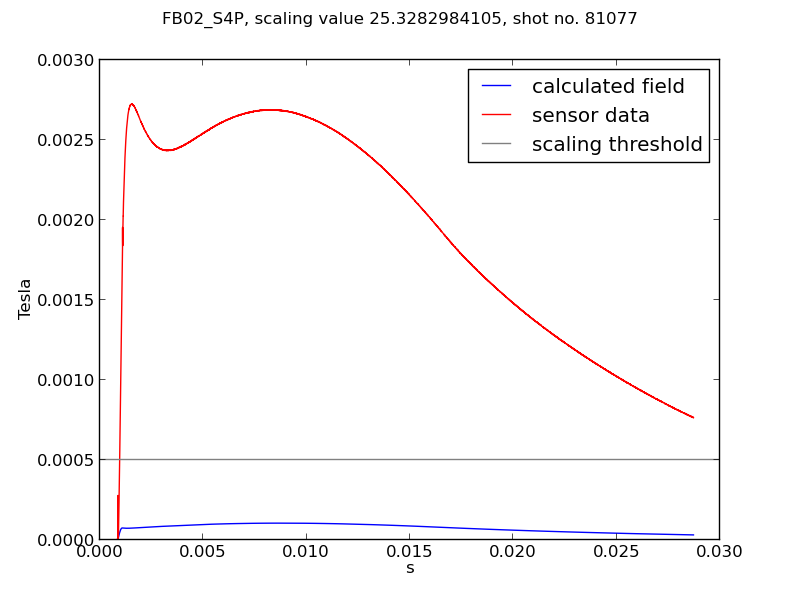 FB02_S4P, scaling value 25.3282984105, shot no. 81077
calculated field
sensor data
scaling threshold
Tesla
0.0030
0.0025
0.0020
0.0015
0.0010
0.0005
0.0000
0.000 0.005 0.010 0.015 0.020 0.025 0.030
s